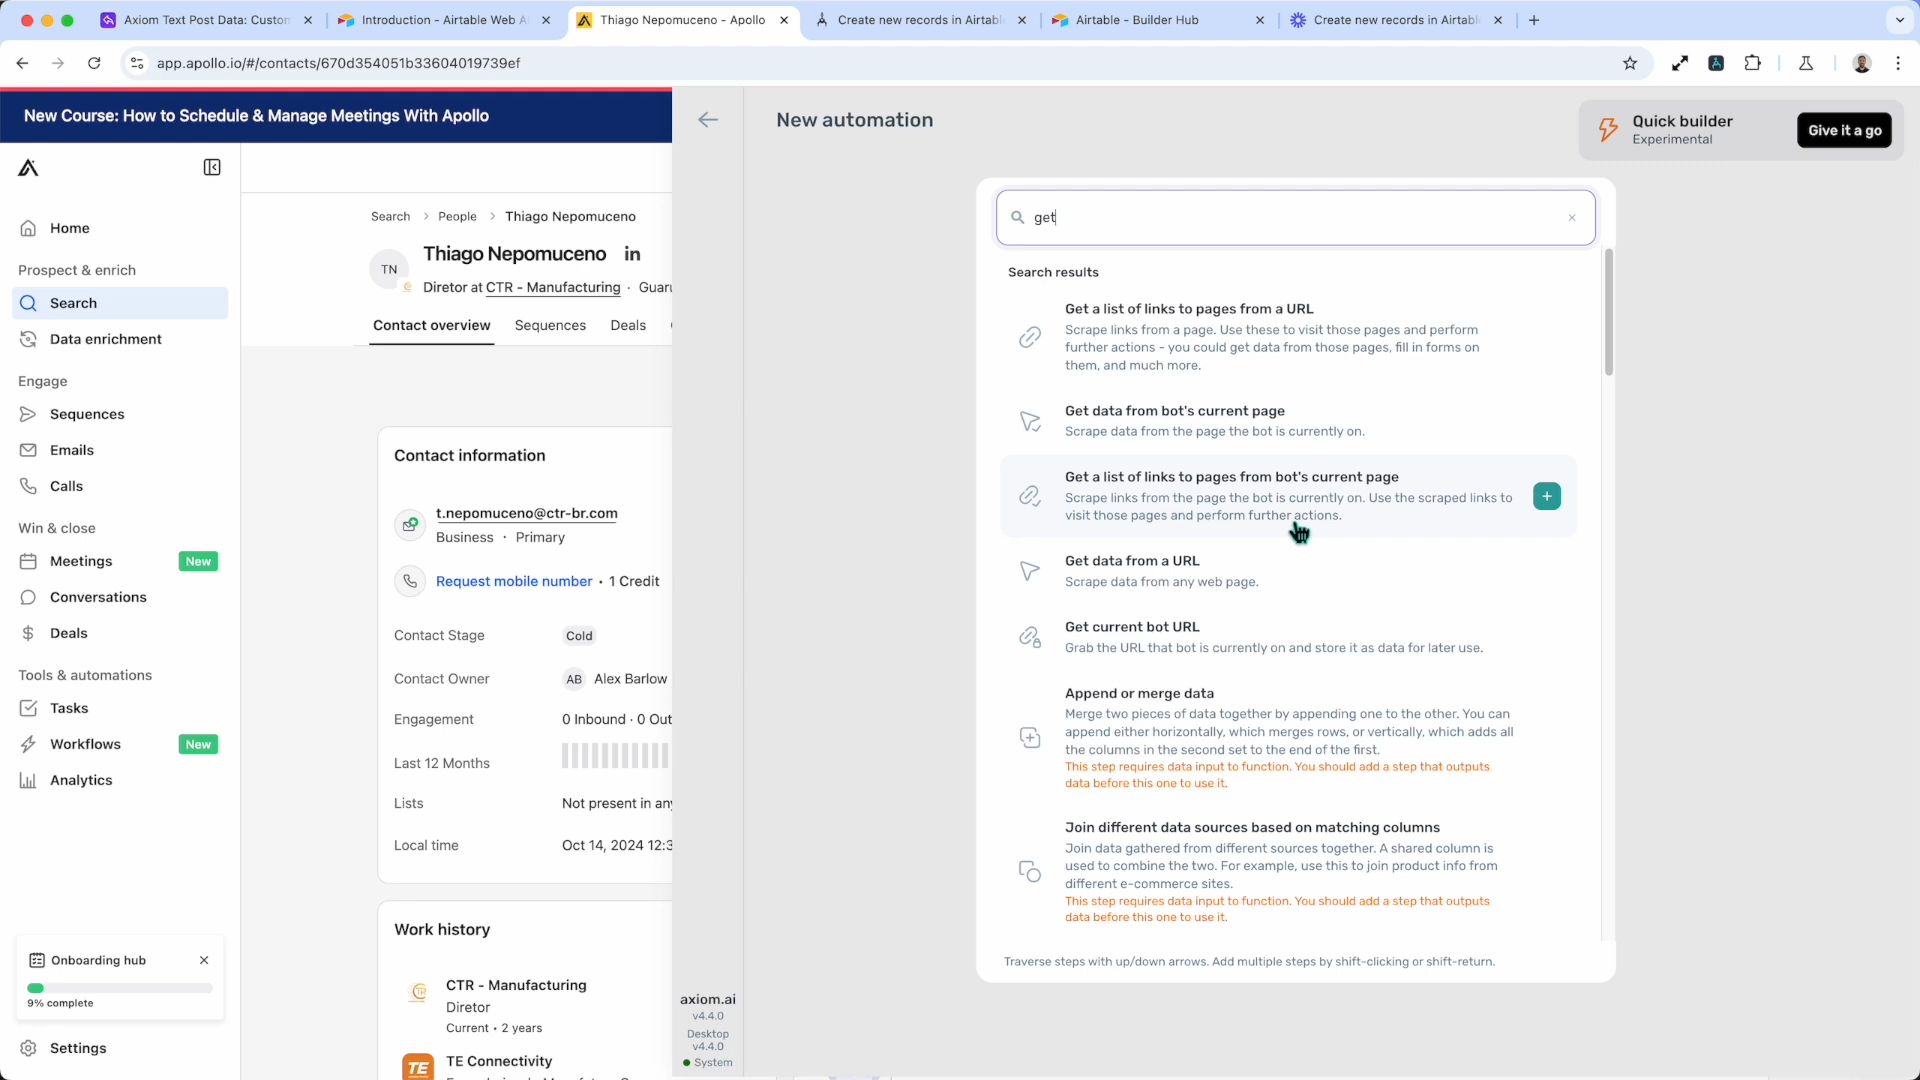 Axiom Text Post Data: Custom
Introduction - Airtable Web A
Thiago Nepomuceno - Apollo
Create new records in Airtabl
Airtable - Builder Hub
Create new records in Airtabl
app.apollo.io/#/contacts/670d354051b33604019739ef
New Course: How to Schedule & Manage Meetings With Apollo
Home
Prospect & enrich
Search
Data enrichment
Engage
Sequences
Emails
Calls
Win & close
Meetings New
Conversations
Deals
Tools & automations
Tasks
Workflows New
Analytics
Onboarding hub
9% complete
Settings
Search > People > Thiago Nepomuceno
TN
Thiago Nepomuceno in
Diretor at CTR - Manufacturing · Guaru
Contact overview Sequences Deals
Contact information
t.nepomuceno@ctr-br.com
Business · Primary
Request mobile number • 1 Credit
Contact Stage Cold
Contact Owner AB Alex Barlow
Engagement 0 Inbound · 0 Out
Last 12 Months
Lists Not present in any
Local time Oct 14, 2024 12:3
Work history
CTR - Manufacturing
Diretor
Current • 2 years
TE
TE Connectivity
axiom.ai
v4.4.0
Desktop
v4.4.0
System
New automation
Quick builder
Experimental
Give it a go
get
Search results
Get a list of links to pages from a URL
Scrape links from a page. Use these to visit those pages and perform
further actions - you could get data from those pages, fill in forms on
them, and much more.
Get data from bot's current page
Scrape data from the page the bot is currently on.
Get a list of links to pages from bot's current page
Scrape links from the page the bot is currently on. Use the scraped links to
visit those pages and perform further actions.
Get data from a URL
Scrape data from any web page.
Get current bot URL
Grab the URL that bot is currently on and store it as data for later use.
Append or merge data
Merge two pieces of data together by appending one to the other. You can
append either horizontally, which merges rows, or vertically, which adds all
the columns in the second set to the end of the first.
This step requires data input to function. You should add a step that outputs
data before this one to use it.
Join different data sources based on matching columns
Join data gathered from different sources together. A shared column is
used to combine the two. For example, use this to join product info from
different e-commerce sites.
This step requires data input to function. You should add a step that outputs
data before this one to use it.
Traverse steps with up/down arrows. Add multiple steps by shift-clicking or shift-return.